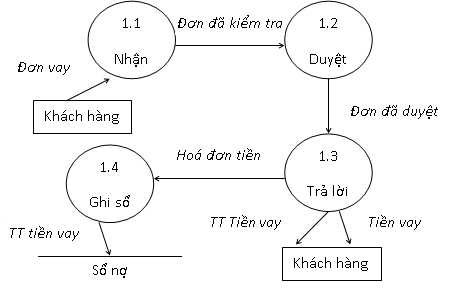 1.1
Nhận
Đơn đã kiểm tra
1.2
Duyệt
Đơn vay
Khách hàng
Đơn đã duyệt
1.4
Ghi sổ
Hoá đơn tiền
1.3
Trả lời
TT tiền vay
Sổ nợ
TT Tiền vay
Tiền vay
Khách hàng